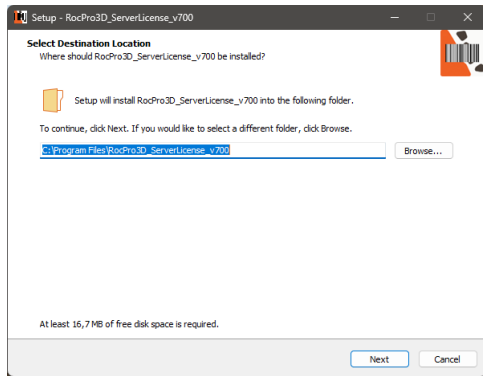 Setup - RocPro3D_ServerLicense_v700
Select Destination Location
Where should RocPro3D_ServerLicense_v700 be installed?
Setup will install RocPro3D_ServerLicense_v700 into the following folder.
To continue, click Next. If you would like to select a different folder, click Browse.
C:\Program Files\RocPro3D_ServerLicense_v700
Browse...
At least 16,7 MB of free disk space is required.
Next
Cancel